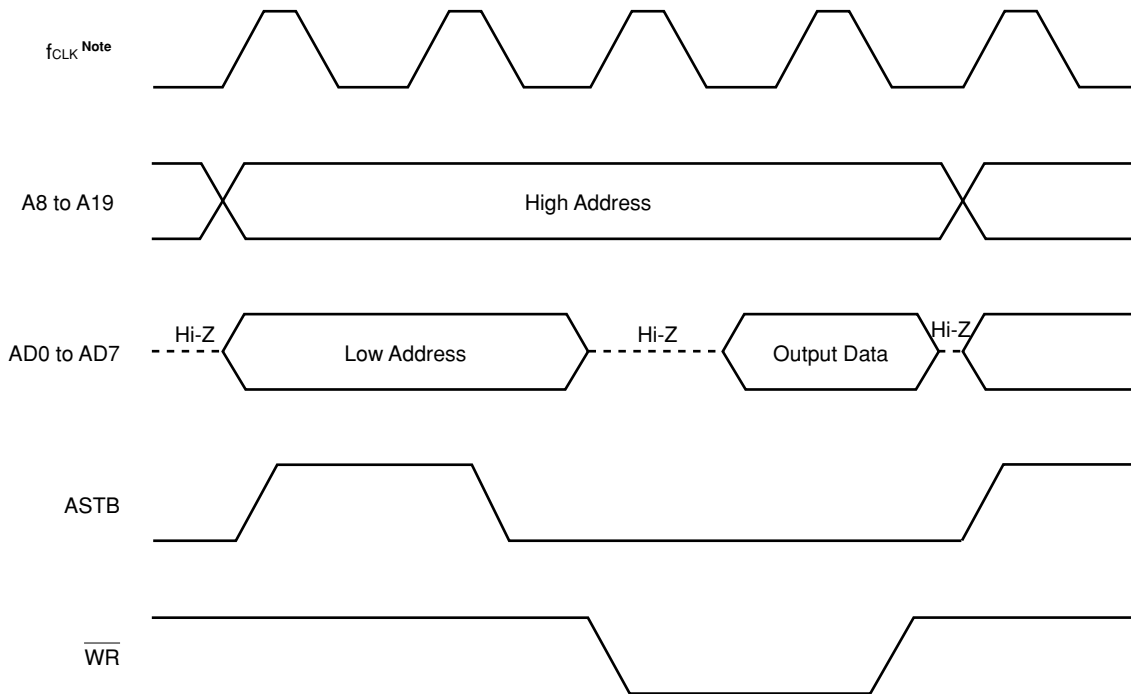 fCLK Note
A8 to A19
High Address
AD0 to AD7
Hi-Z
Low Address
Hi-Z
Output Data
Hi-Z
ASTB
WR